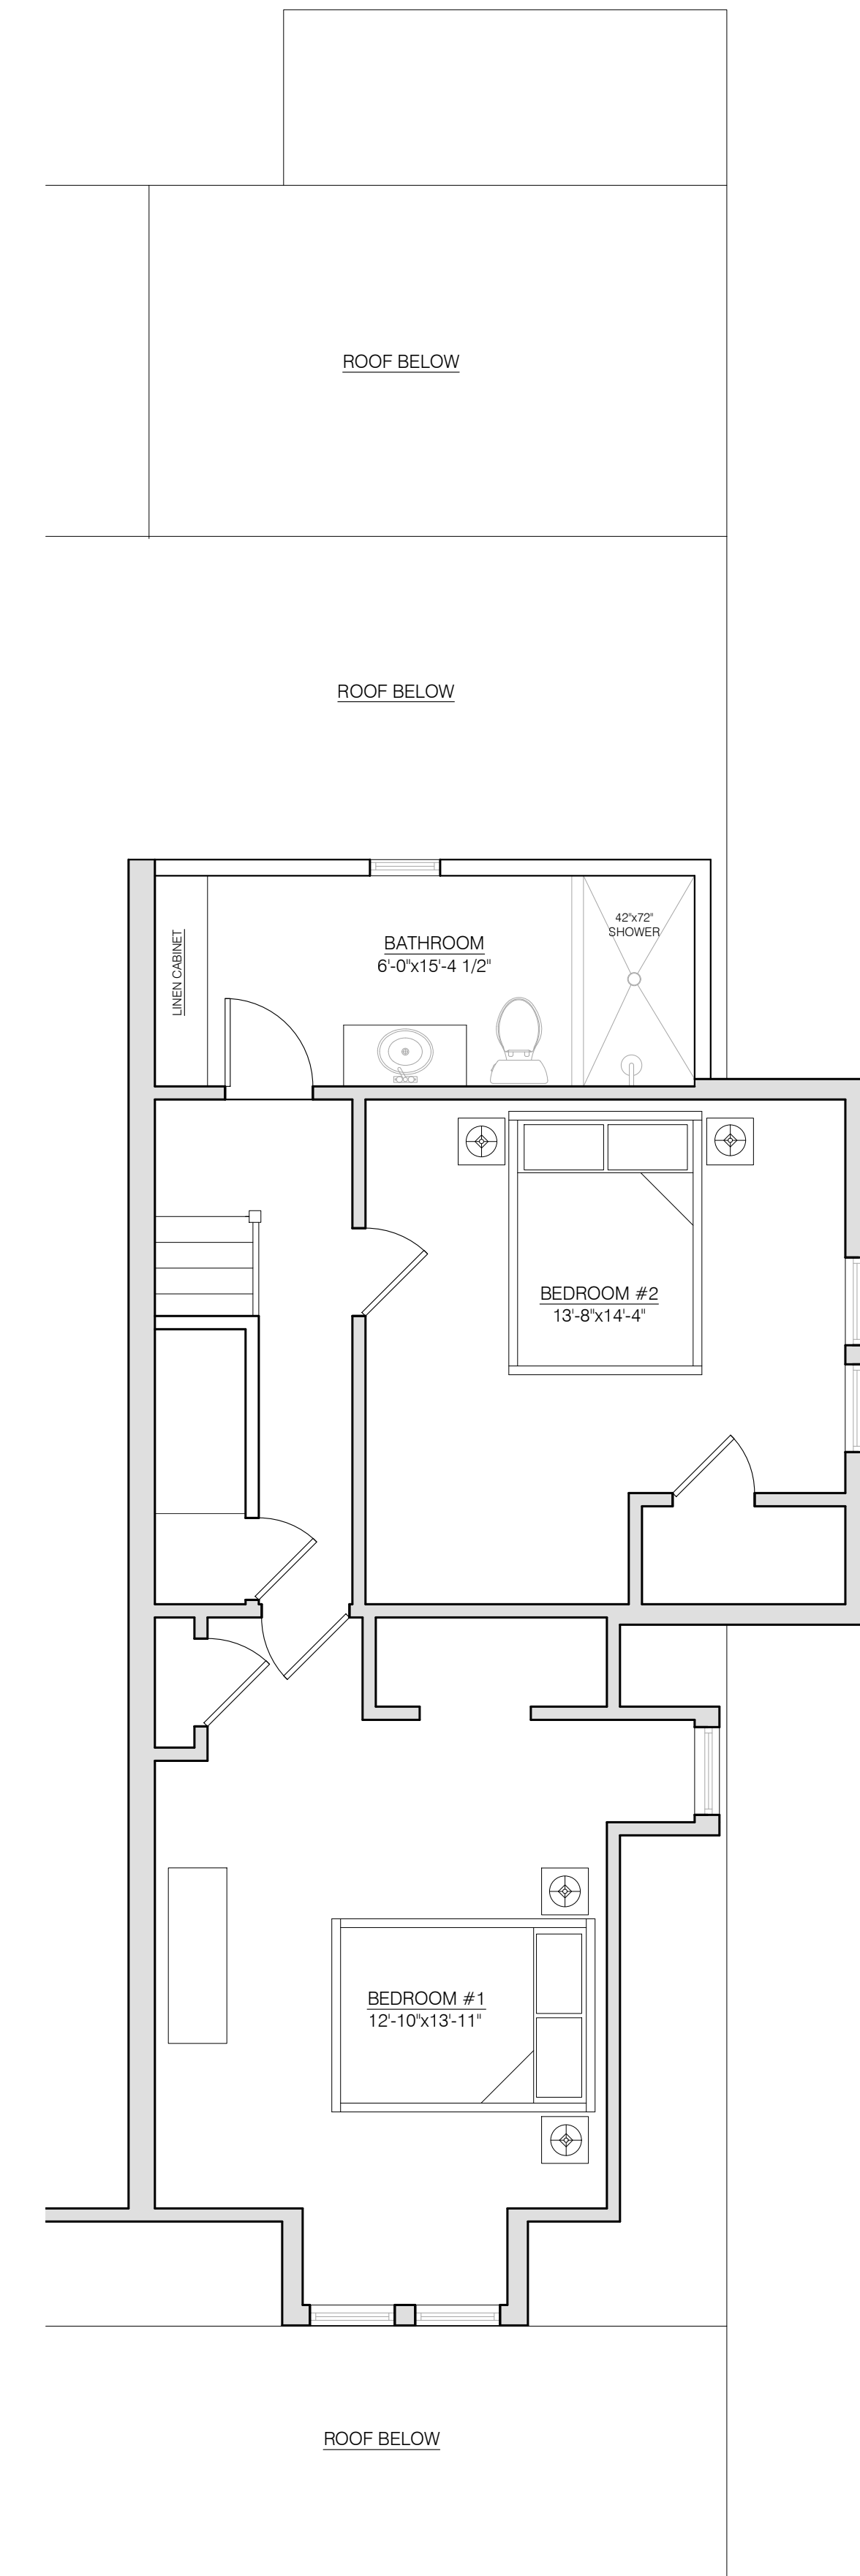 ROOF BELOW
ROOF BELOW
LINEN CABINET
BATHROOM
6'-0"x15'-4 1/2"
42"x72"
SHOWER
BEDROOM #2
13'-8"x14'-4"
BEDROOM #1
12'-10"x13'-11"
ROOF BELOW